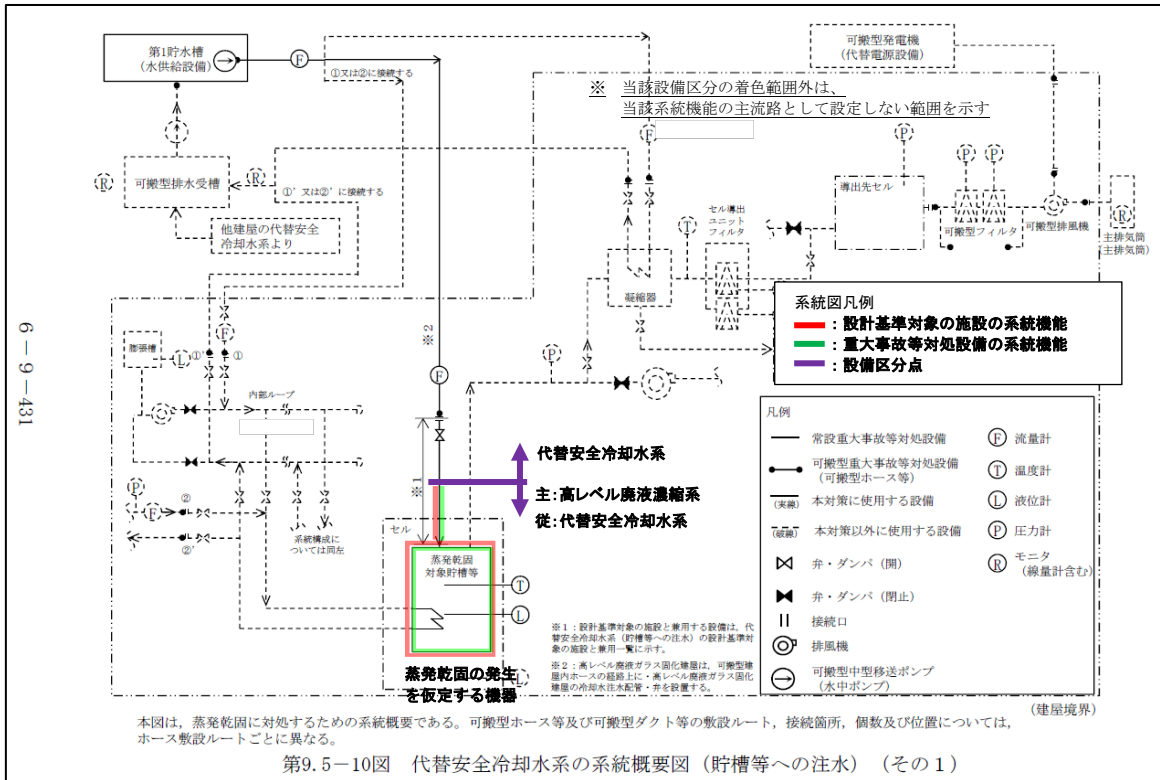 第1貯水槽
(水供給設備)
F
①又は②に接続する
可搬型発電機
(代替電源設備)
※ 当該設備区分の着色範囲外は、
当該系統機能の主流路として設定しない範囲を示す
F
P
P
P
R
可搬型排水受槽
R
①’又は②’に接続する
他建屋の代替安全
冷却水系より
導出先セル
セル導出
ユニット
フィルタ
T
可搬型フィルタ
可搬型排風機
R
主排気筒
(主排気筒)
凝縮器
系統図凡例
:設計基準対象の施設の系統機能
:重大事故等対処設備の系統機能
:設備区分点
6-9-431
膨張槽
L
F
①’
①
※2
F
P
内部ループ
代替安全冷却水系
主:高レベル廃液濃縮系
従:代替安全冷却水系
※1
P
F
②
②’
系統構成に
ついては同左
セル
蒸発乾固
対象貯槽等
T
L
L
蒸発乾固の発生
を仮定する機器
※1:設計基準対象の施設と兼用する設備は,代
替安全冷却水系(貯槽等への注水)の設計基準対
象の施設と兼用一覧に示す。
※2:高レベル廃液ガラス固化建屋は,可搬型建
屋内ホースの経路上に・高レベル廃液ガラス固化
建屋の冷却水注水配管・弁を設置する。
凡例
常設重大事故等対処設備
可搬型重大事故等対処設備
(可搬型ホース等)
(実線) 本対策に使用する設備
(破線) 本対策以外に使用する設備
弁・ダンパ(開)
弁・ダンパ(閉止)
接続口
排風機
可搬型中型移送ポンプ
(水中ポンプ)
F 流量計
T 温度計
L 液位計
P 圧力計
R モニタ
(線量計含む)
(建屋境界)
本図は,蒸発乾固に対処するための系統概要である。可搬型ホース等及び可搬型ダクト等の敷設ルート,接続箇所,個数及び位置については,
ホース敷設ルートごとに異なる。
第9.5-10図 代替安全冷却水系の系統概要図(貯槽等への注水)(その1)